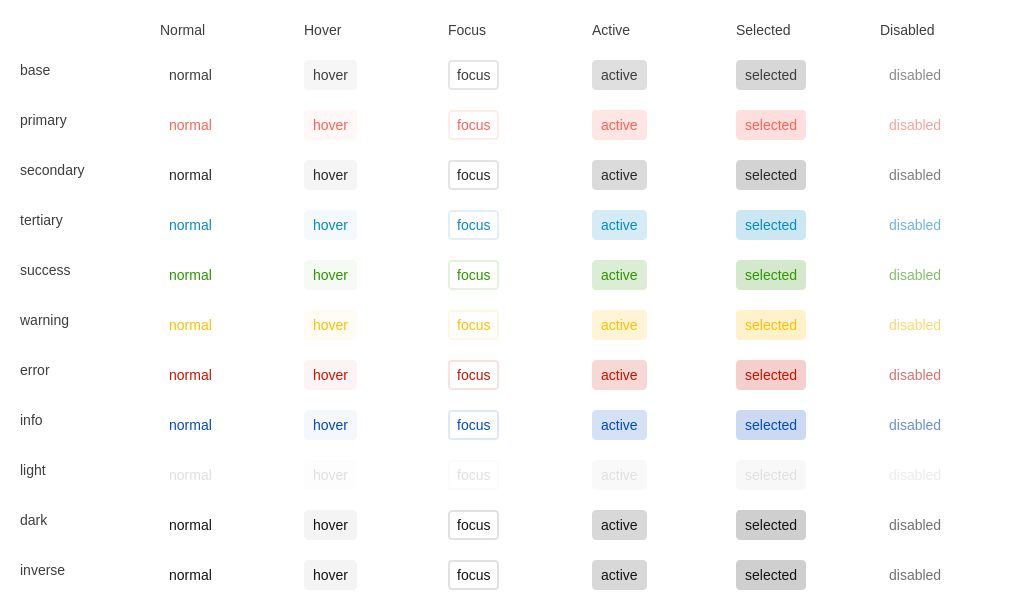 Normal Hover Focus Active Selected Disabled
base normal hover focus active selected disabled
primary normal hover focus active selected disabled
secondary normal hover focus active selected disabled
tertiary normal hover focus active selected disabled
success normal hover focus active selected disabled
warning normal hover focus active selected disabled
error normal hover focus active selected disabled
info normal hover focus active selected disabled
light normal hover focus active selected disabled
dark normal hover focus active selected disabled
inverse normal hover focus active selected disabled